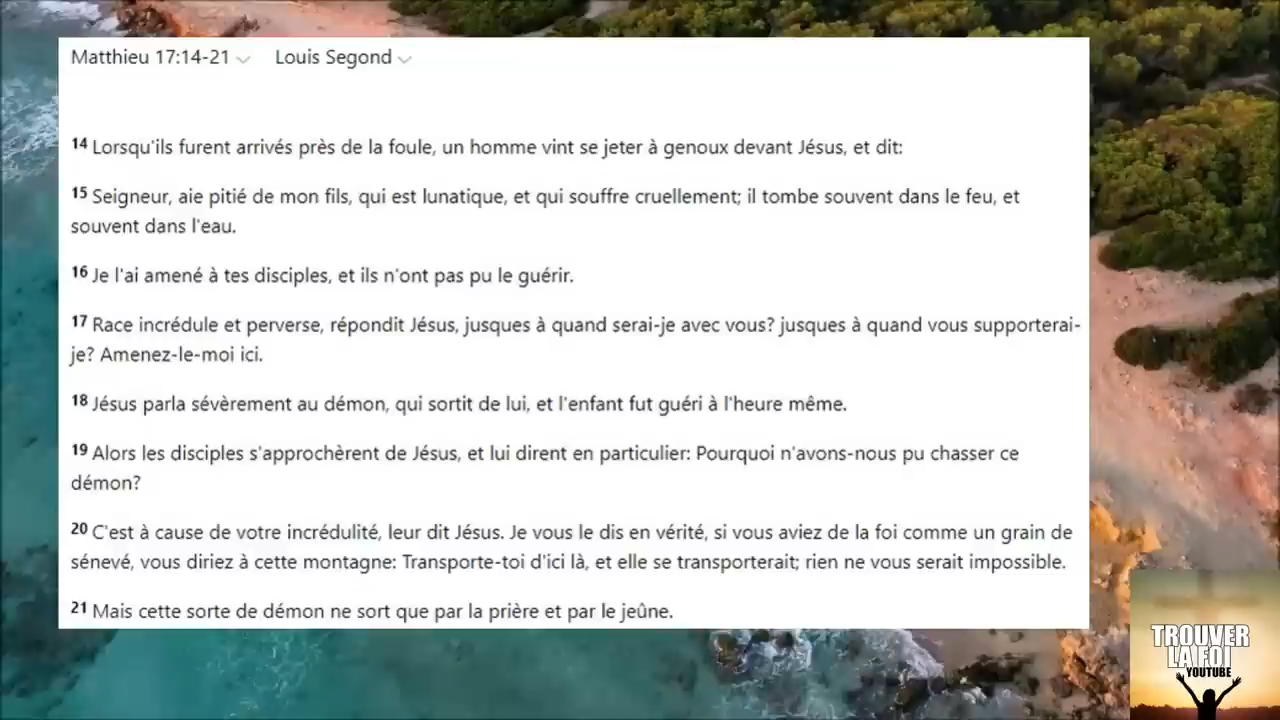 Matthieu 17:14-21 Louis Segond
14 Lorsqu'ils furent arrivés près de la foule, un homme vint se jeter à genoux devant Jésus, et dit:
15 Seigneur, aie pitié de mon fils, qui est lunatique, et qui souffre cruellement; il tombe souvent dans le feu, et
souvent dans l'eau.
16 Je l'ai amené à tes disciples, et ils n'ont pas pu le guérir.
17 Race incrédule et perverse, répondit Jésus, jusques à quand serai-je avec vous? jusques à quand vous supporterai-
je? Amenez-le-moi ici.
18 Jésus parla sévèrement au démon, qui sortit de lui, et l'enfant fut guéri à l'heure même.
19 Alors les disciples s'approchèrent de Jésus, et lui dirent en particulier: Pourquoi n'avons-nous pu chasser ce
démon?
20 C'est à cause de votre incrédulité, leur dit Jésus. Je vous le dis en vérité, si vous aviez de la foi comme un grain de
sénevé, vous diriez à cette montagne: Transporte-toi d'ici là, et elle se transporterait; rien ne vous serait impossible.
21 Mais cette sorte de démon ne sort que par la prière et par le jeûne.
TROUVER
LA FOI
YOUTUBE